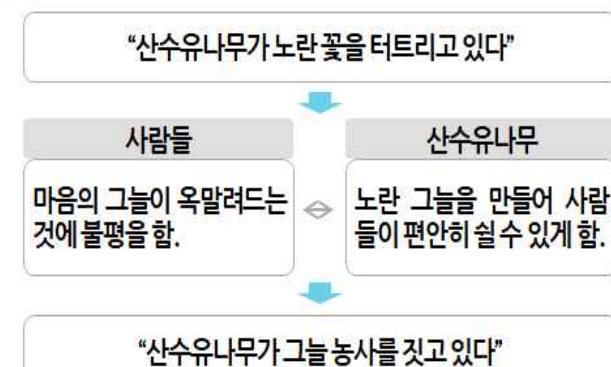 “산수유나무가 노란 꽃을 터트리고 있다”
사람들
마음의 그늘이 옥말려드는
것에 불평을 함.
산수유나무
노란 그늘을 만들어 사람
들이 편안히 쉴 수 있게 함.
“산수유나무가 그늘 농사를 짓고 있다”